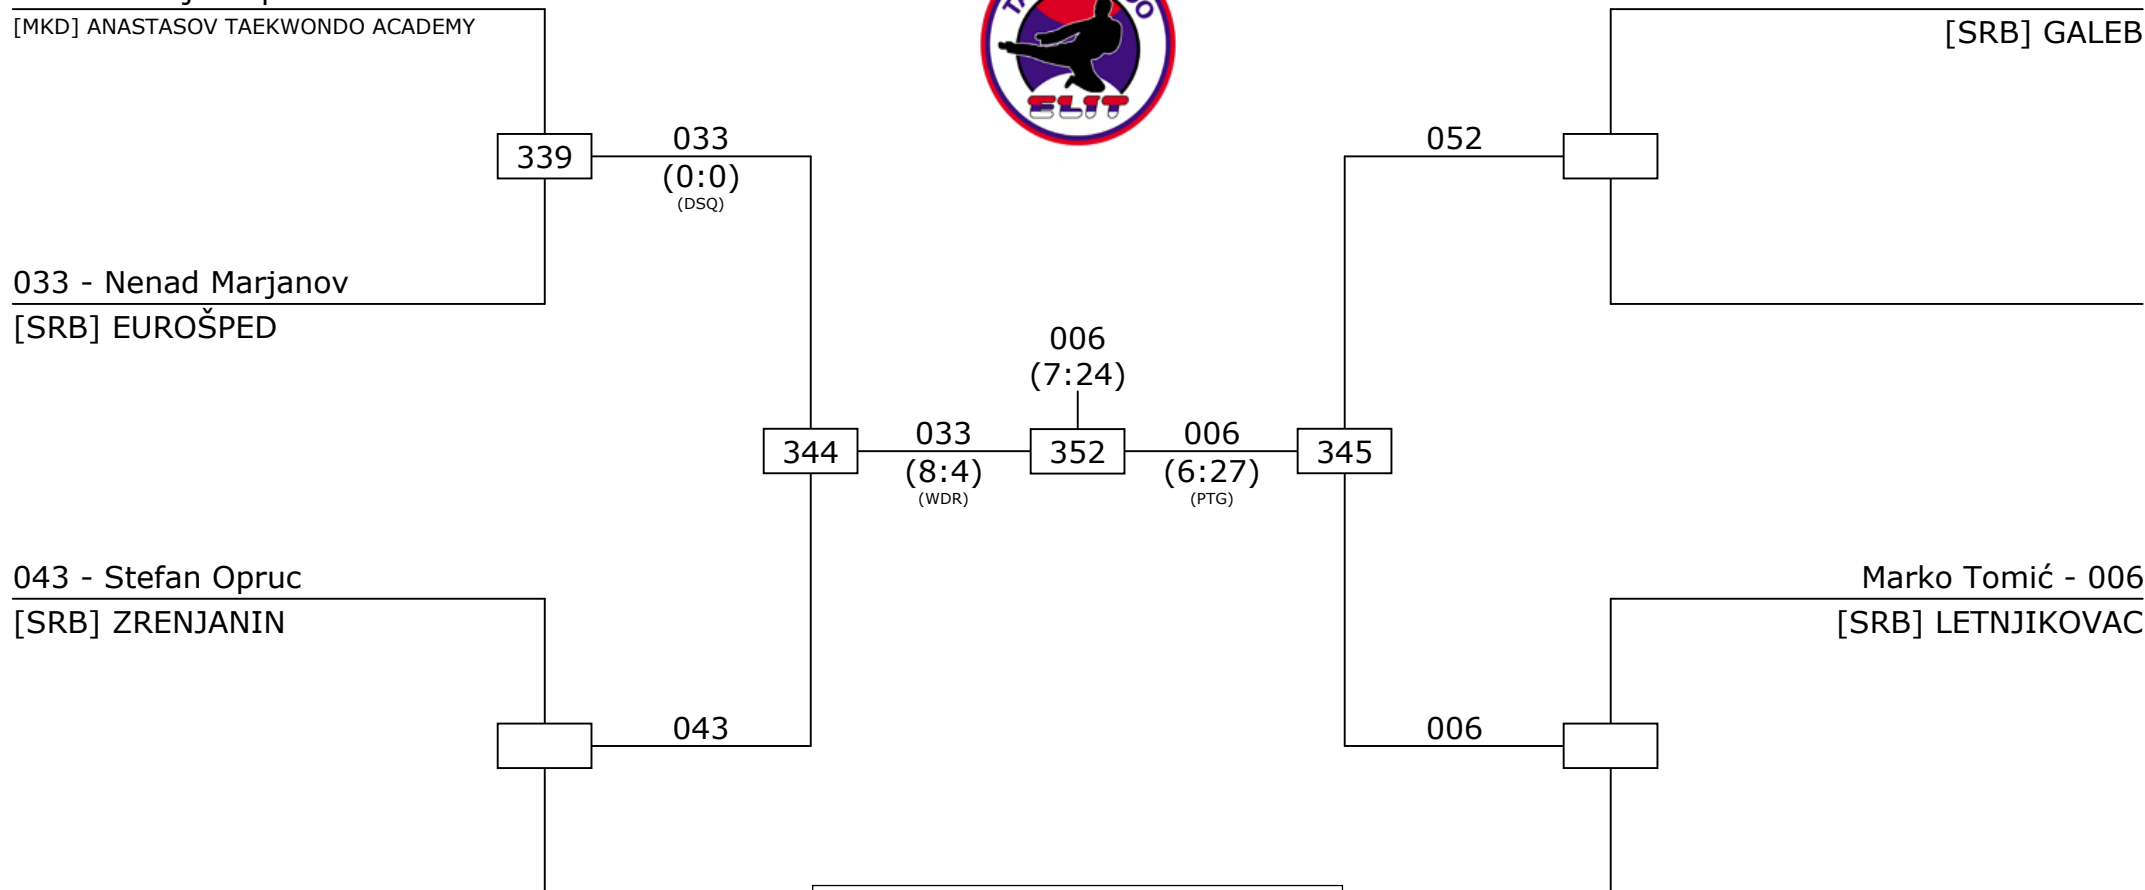 [MKD] ANASTASOV TAEKWONDO ACADEMY
[SRB] GALEB
ELIT
339
033
(0:0)
(DSQ)
052
033 - Nenad Marjanov
[SRB] EUROŠPED
006
(7:24)
344
033
(8:4)
(WDR)
352
006
(6:27)
(PTG)
345
043 - Stefan Opruc
[SRB] ZRENJANIN
Marko Tomić - 006
[SRB] LETNJIKOVAC
043
006